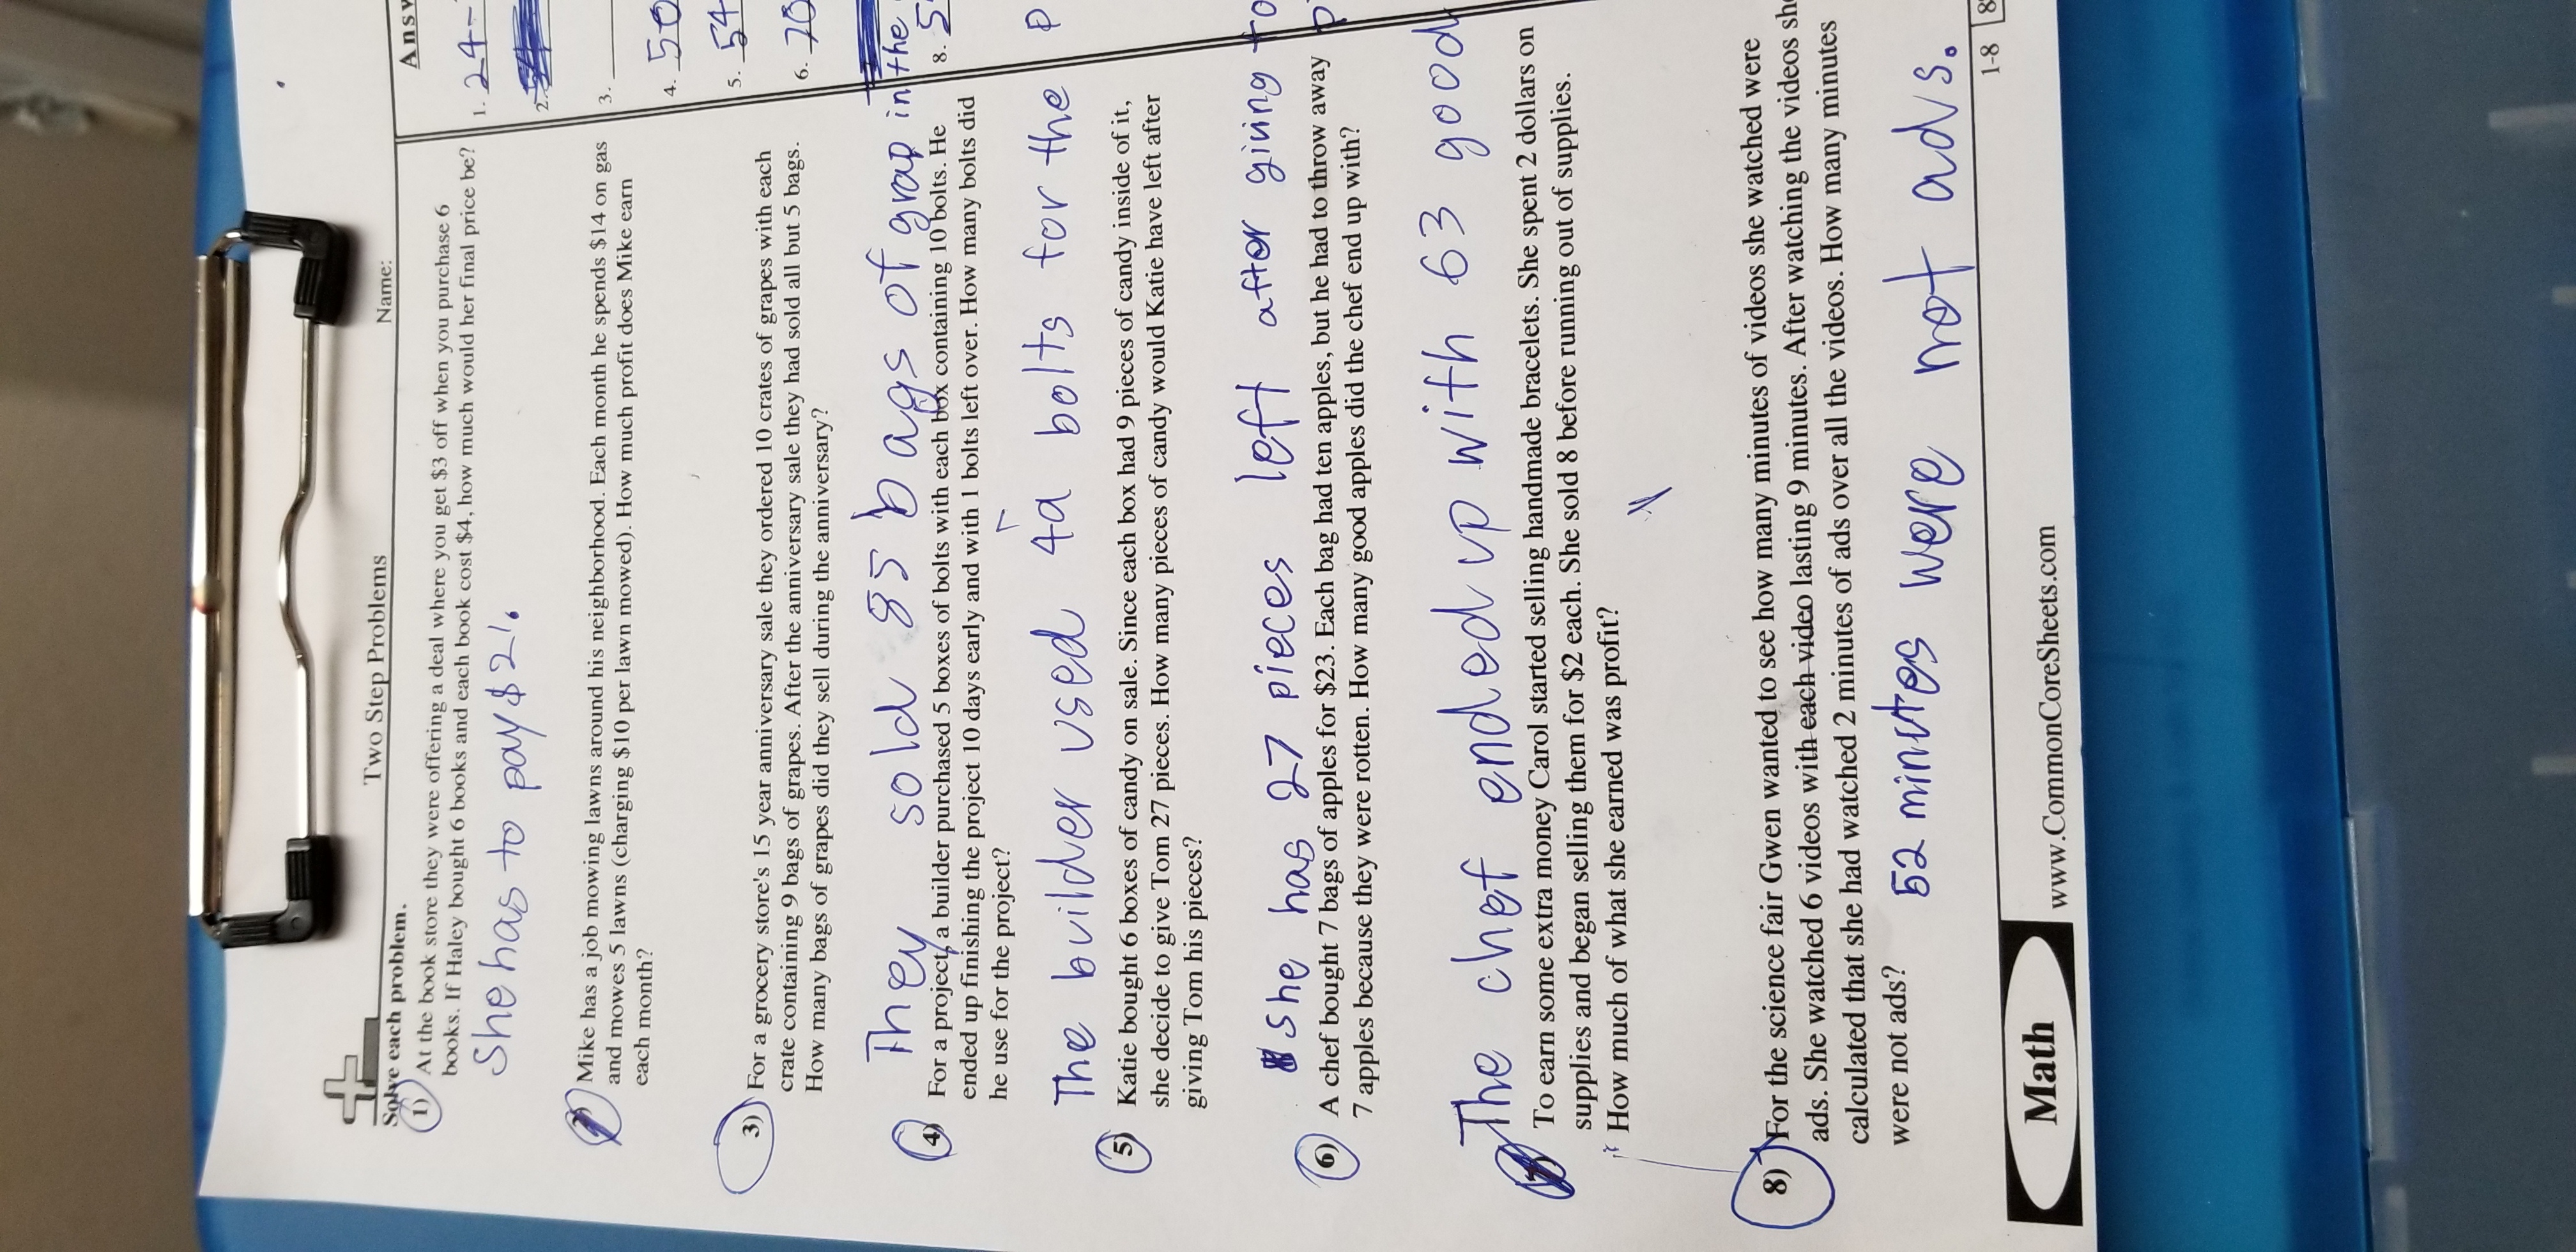 Two Step Problems
Name:
Solve each problem.
Answ
1) At the book store they were offering a deal where you get $3 off when you purchase 6
books. If Haley bought 6 books and each book cost $4, how much would her final price be?
She has to pay $21.
Mike has a job mowing lawns around his neighborhood. Each month he spends $14 on gas
and mowes 5 lawns (charging $10 per lawn mowed). How much profit does Mike earn
each month?
3) For a grocery store's 15 year anniversary sale they ordered 10 crates of grapes with each
crate containing 9 bags of grapes. After the anniversary sale they had sold all but 5 bags.
How many bags of grapes did they sell during the anniversary?
They sold 85 bags of grap in the
4) For a project, a builder purchased 5 boxes of bolts with each box containing 10 bolts. He
ended up finishing the project 10 days early and with 1 bolts left over. How many bolts did
he use for the project?
The builder used 49 bolts for the p
5) Katie bought 6 boxes of candy on sale. Since each box had 9 pieces of candy inside of it,
she decide to give Tom 27 pieces. How many pieces of candy would Katie have left after
giving Tom his pieces?
She has 27 pieces left after giving to
6) A chef bought 7 bags of apples for $23. Each bag had ten apples, but he had to throw away
7 apples because they were rotten. How many good apples did the chef end up with?
The chef ended up with 63 good
To earn some extra money Carol started selling handmade bracelets. She spent 2 dollars on
supplies and began selling them for $2 each. She sold 8 before running out of supplies.
How much of what she earned was profit?
8) For the science fair Gwen wanted to see how many minutes of videos she watched were
ads. She watched 6 videos with each video lasting 9 minutes. After watching the videos she
calculated that she had watched 2 minutes of ads over all the videos. How many minutes
were not ads?
52 minutes were not ads.
1. 24-
2.
3.
4. 50
5. 54
6. 70
8. 5
1-8 8
Math
www.CommonCoreSheets.com